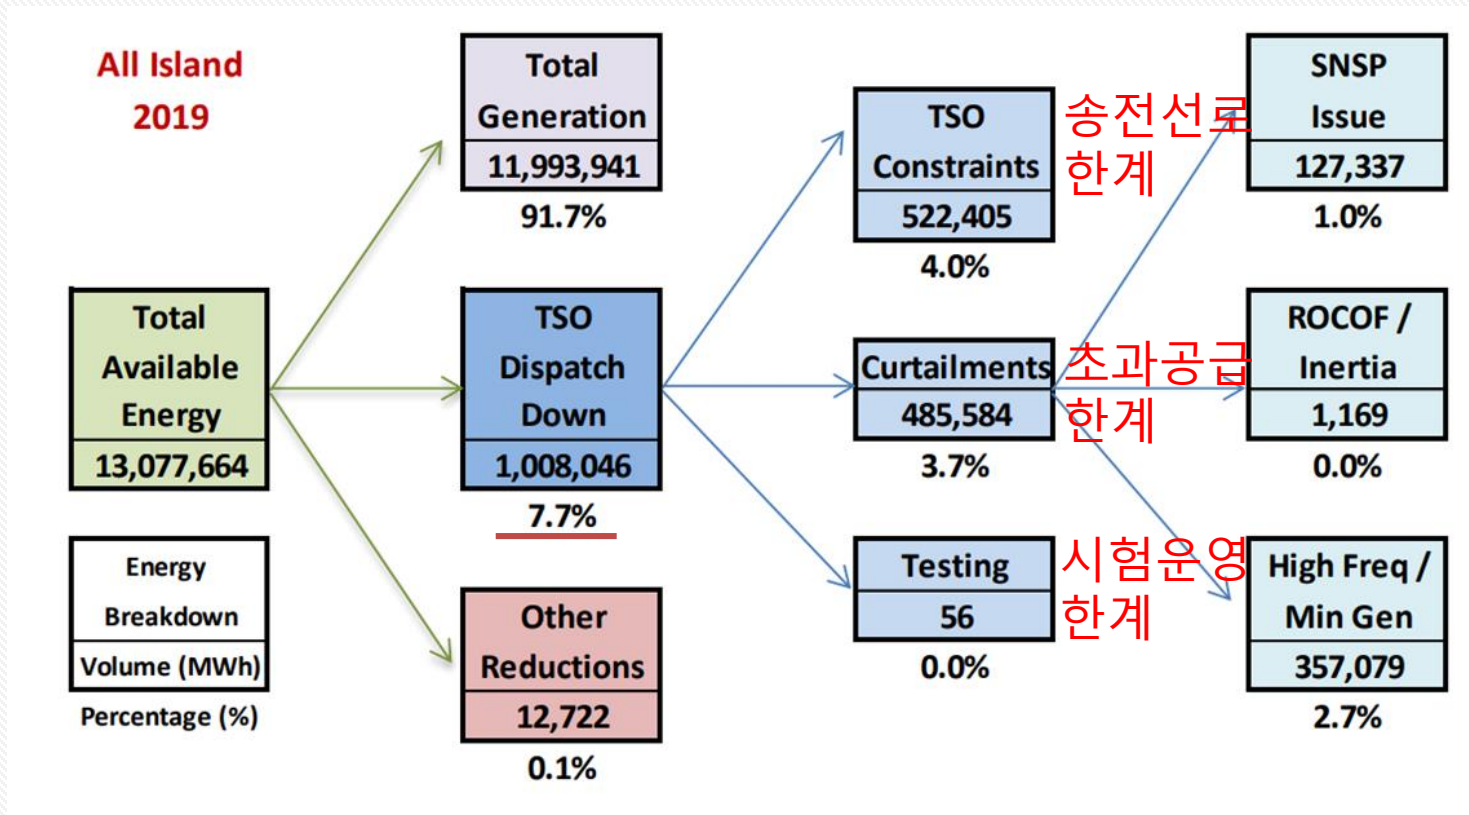 All Island
2019
Total
Available
Energy
13,077,664
Energy
Breakdown
Volume (MWh)
Percentage (%)
Total
Generation
11,993,941
91.7%
TSO
Dispatch
Down
1,008,046
7.7%
Other
Reductions
12,722
0.1%
TSO
Constraints
522,405
4.0%
송전선로
한계
Curtailments
485,584
3.7%
초과공급
한계
Testing
56
0.0%
시험운영
한계
SNSP
Issue
127,337
1.0%
ROCOF /
Inertia
1,169
0.0%
High Freq /
Min Gen
357,079
2.7%